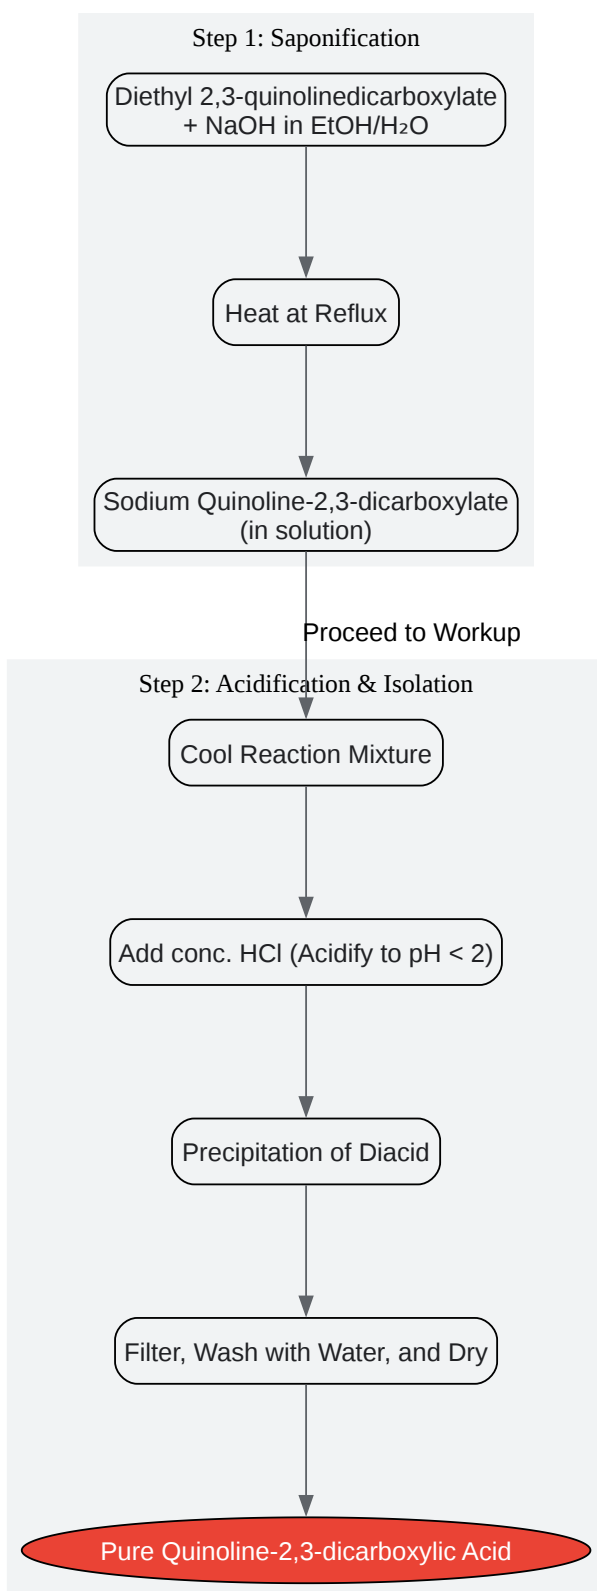 Step 1: Saponification
Diethyl 2,3-quinolinedicarboxylate
+ NaOH in EtOH/H₂O
Heat at Reflux
Sodium Quinoline-2,3-dicarboxylate
(in solution)
Proceed to Workup
Step 2: Acidification & Isolation
Cool Reaction Mixture
Add conc. HCl (Acidify to pH < 2)
Precipitation of Diacid
Filter, Wash with Water, and Dry
Pure Quinoline-2,3-dicarboxylic Acid